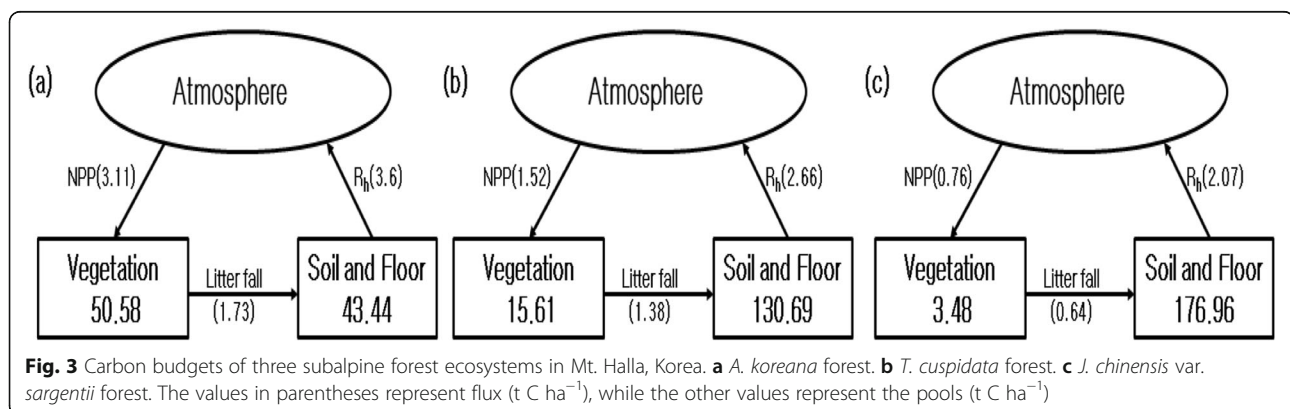 (a)
Atmosphere
NPP(3.11)
Rh(3.6)
Vegetation
50.58
Litter fall
(1.73)
Soil and Floor
43.44
(b)
Atmosphere
NPP(1.52)
Rh(2.66)
Vegetation
15.61
Litter fall
(1.38)
Soil and Floor
130.69
(c)
Atmosphere
NPP(0.76)
Rh(2.07)
Vegetation
3.48
Litter fall
(0.64)
Soil and Floor
176.96
Fig. 3 Carbon budgets of three subalpine forest ecosystems in Mt. Halla, Korea. a A. koreana forest. b T. cuspidata forest. c J. chinensis var.
sargentii forest. The values in parentheses represent flux (t C ha−1), while the other values represent the pools (t C ha−1)